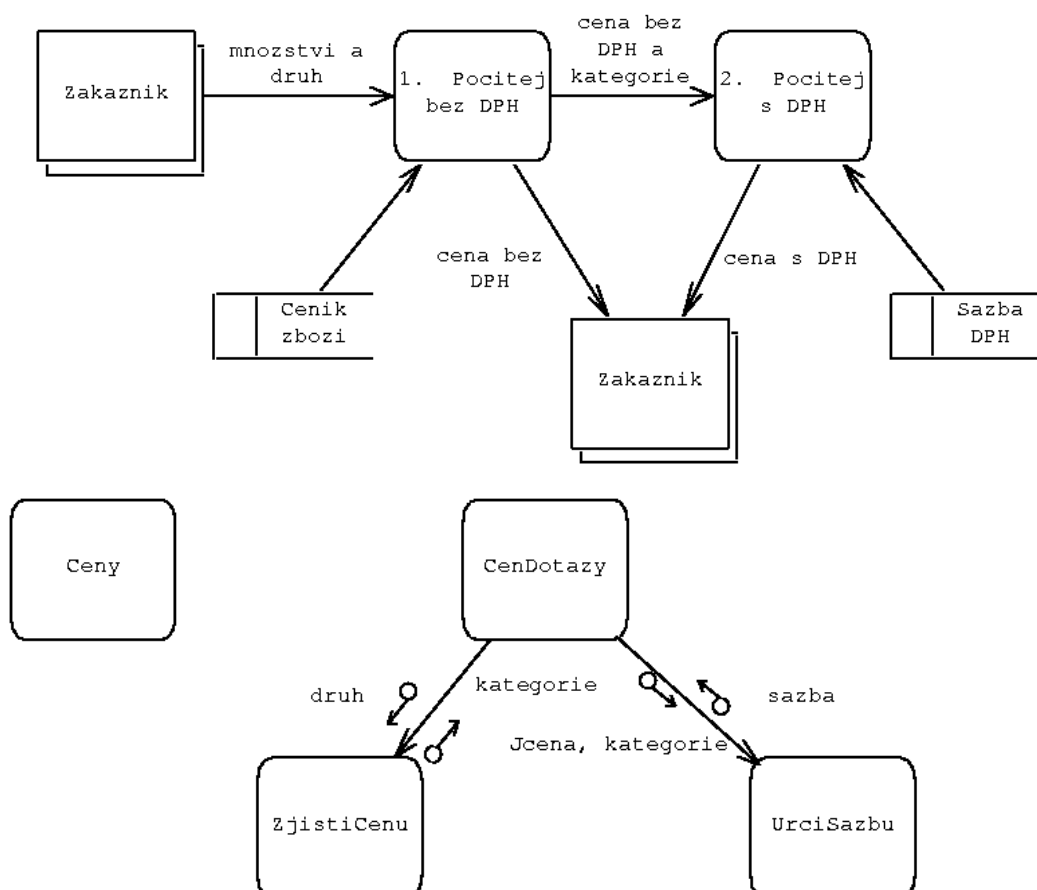 mnozstvi a
druh
cena bez
DPH a
kategorie
Zakaznik
1. Pocitej
bez DPH
2. Pocitej
s DPH
cena bez
DPH
cena s DPH
Cenik
zbozi
Sazba
DPH
Zakaznik
Ceny
CenDotazy
druh
kategorie
sazba
Jcena, kategorie
ZjistiCenu
UrciSazbu